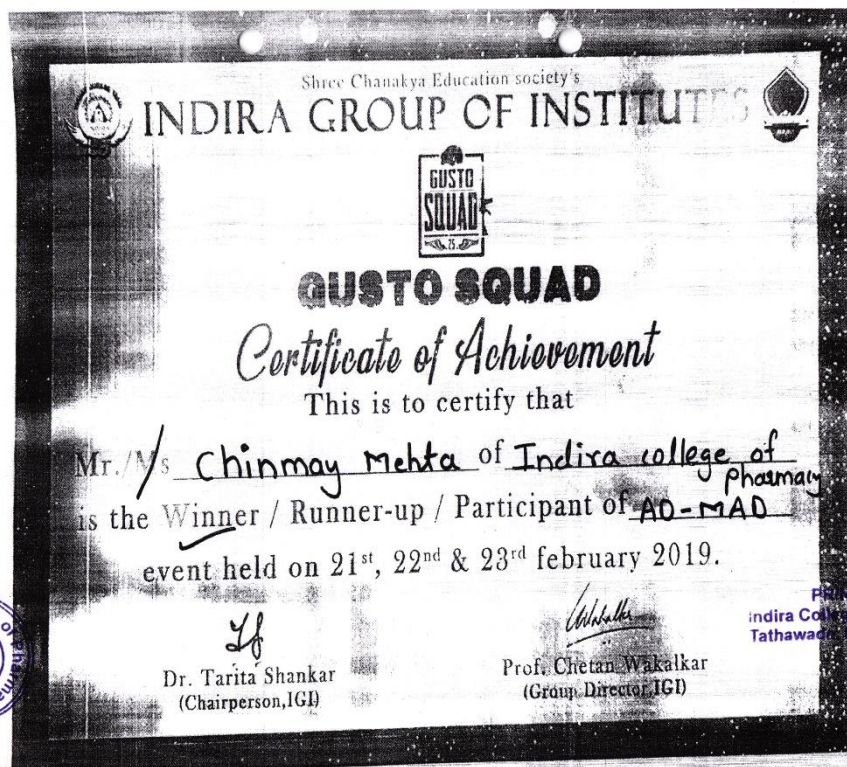 Shree Chanakya Education society's
INDIRA GROUP OF INSTITUTES
GUSTO
SQUAD
25
GUSTO SQUAD
Certificate of Achievement
This is to certify that
Mr./Ms Chinmay Mehta of Indira college of
Pharmacy
is the Winner / Runner-up / Participant of AD-MAD
event held on 21st, 22nd & 23rd february 2019.
Dr. Tarita Shankar
(Chairperson,IGI)
Prof. Chetan Wakalkar
(Group Director,IGI)
Indira
Tathawade